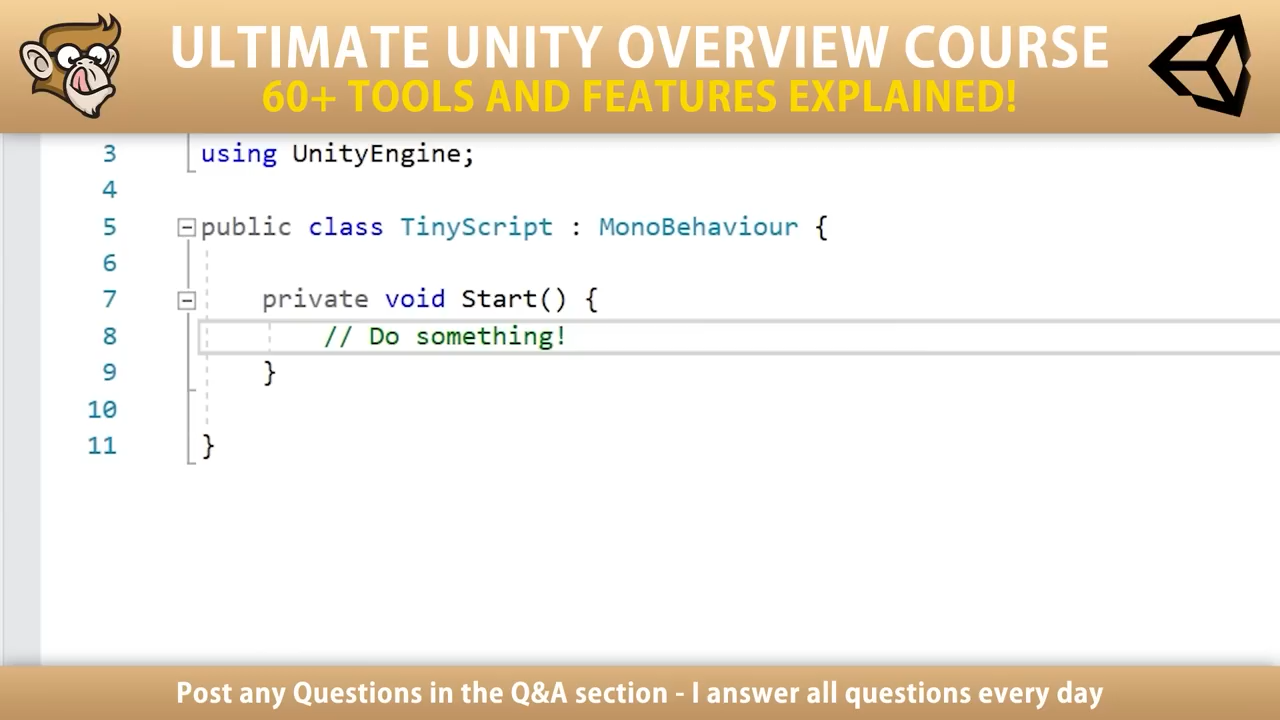 ULTIMATE UNITY OVERVIEW COURSE
60+ TOOLS AND FEATURES EXPLAINED!
3 using UnityEngine;
4
5 public class TinyScript : MonoBehaviour {
6
7 private void Start() {
8 // Do something!
9 }
10
11 }
Post any Questions in the Q&A section - I answer all questions every day